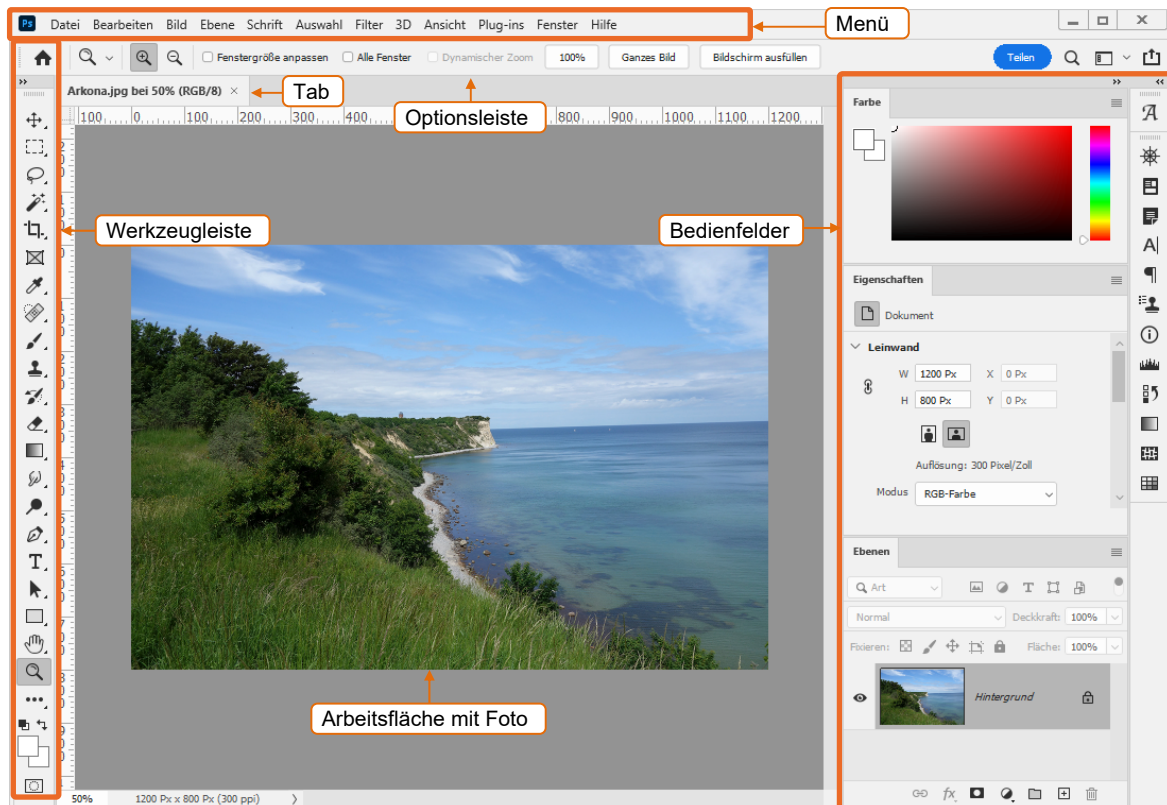 Ps Datei Bearbeiten Bild Ebene Schrift Auswahl Filter 3D Ansicht Plug-ins Fenster Hilfe
Menü
Fenstergröße anpassen Alle Fenster Dynamischer Zoom 100% Ganzes Bild Bildschirm ausfüllen Teilen
Arkona.jpg bei 50% (RGB/8) ×
Tab
Optionsleiste
100 0 100 200 300 400 800 900 1000 1100 1200
Werkzeugleiste
Bedienfelder
Arbeitsfläche mit Foto
50% 1200 Px x 800 Px (300 ppi)
Farbe
Eigenschaften
Dokument
Leinwand
W 1200 Px X 0 Px
H 800 Px Y 0 Px
Auflösung: 300 Pixel/Zoll
Modus RGB-Farbe
Ebenen
Art
Normal Deckkraft: 100%
Fixieren: Fläche: 100%
Hintergrund
fx